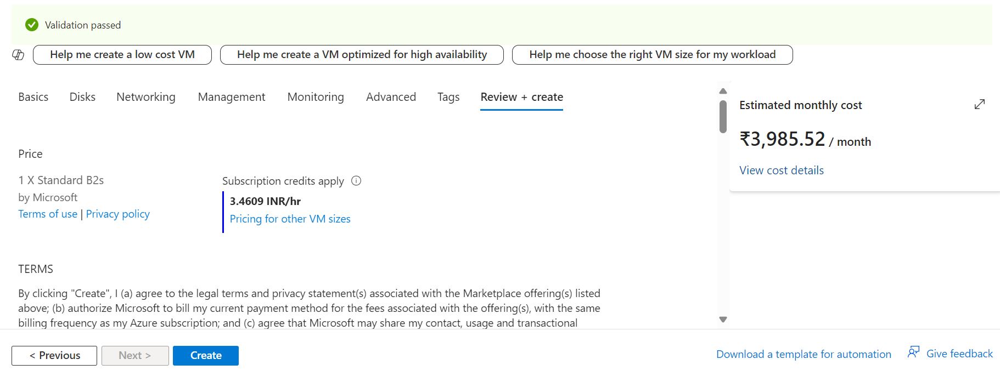 Validation passed
Help me create a low cost VM
Help me create a VM optimized for high availability
Help me choose the right VM size for my workload
Basics
Disks
Networking
Management
Monitoring
Advanced
Tags
Review + create
Price
1 X Standard B2s
by Microsoft
Terms of use | Privacy policy
Subscription credits apply
3.4609 INR/hr
Pricing for other VM sizes
TERMS
By clicking "Create", I (a) agree to the legal terms and privacy statement(s) associated with the Marketplace offering(s) listed
above; (b) authorize Microsoft to bill my current payment method for the fees associated with the offering(s), with the same
billing frequency as my Azure subscription; and (c) agree that Microsoft may share my contact, usage and transactional
Estimated monthly cost
₹3,985.52 / month
View cost details
< Previous
Next >
Create
Download a template for automation
Give feedback